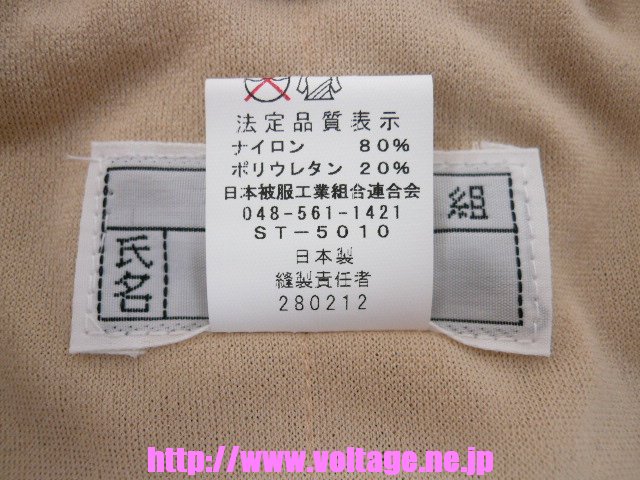 法定品質表示
ナイロン 80%
ポリウレタン 20%
日本被服工業組合連合会
048-561-1421
ST-5010
日本製
縫製責任者
280212
組
氏名
http://www.voltage.ne.jp